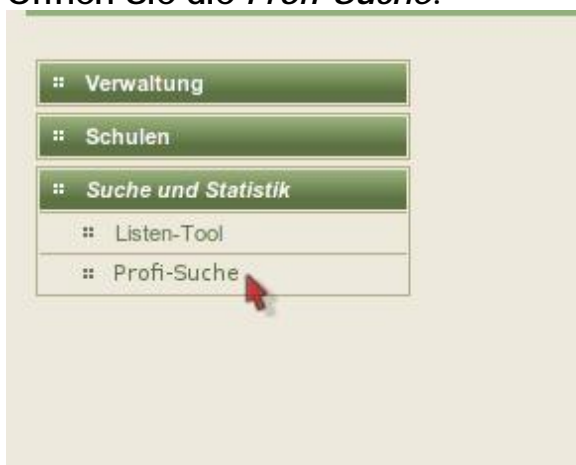 Öffnen Sie die Profi-Suche.
Verwaltung
Schulen
Suche und Statistik
Listen-Tool
Profi-Suche